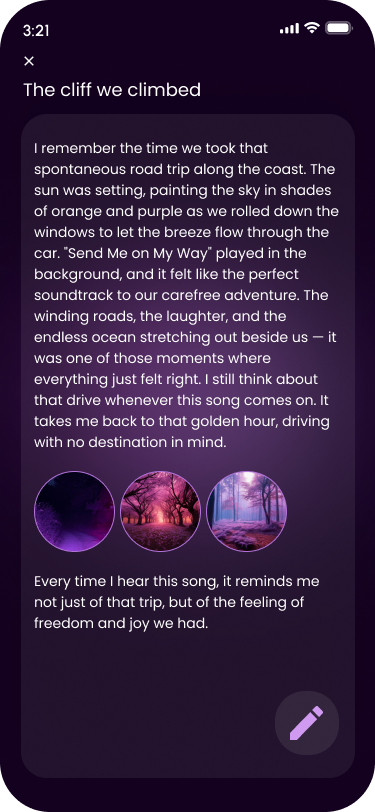 3:21
×
The cliff we climbed
I remember the time we took that
spontaneous road trip along the coast. The
sun was setting, painting the sky in shades
of orange and purple as we rolled down the
windows to let the breeze flow through the
car. "Send Me on My Way" played in the
background, and it felt like the perfect
soundtrack to our carefree adventure. The
winding roads, the laughter, and the
endless ocean stretching out beside us — it
was one of those moments where
everything just felt right. I still think about
that drive whenever this song comes on. It
takes me back to that golden hour, driving
with no destination in mind.
Every time I hear this song, it reminds me
not just of that trip, but of the feeling of
freedom and joy we had.